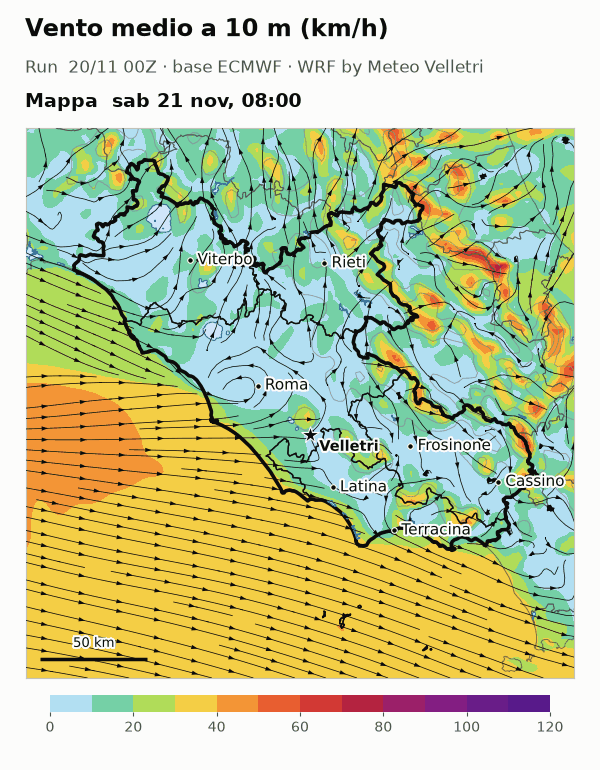 Vento medio a 10 m (km/h)
Run 20/11 00Z · base ECMWF · WRF by Meteo Velletri
Mappa sab 21 nov, 08:00
Viterbo
Rieti
Roma
Velletri
Frosinone
Cassino
Latina
Terracina
50 km
0 20 40 60 80 100 120